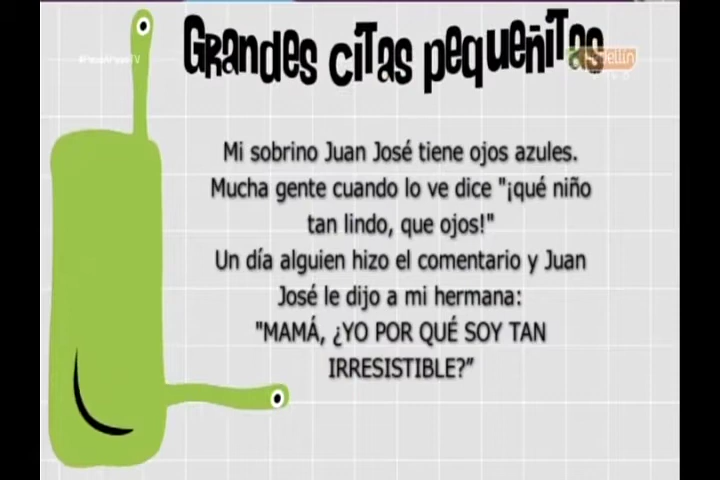 Grandes citas pequeñitas
Mi sobrino Juan José tiene ojos azules.
Mucha gente cuando lo ve dice "¡qué niño
tan lindo, que ojos!"
Un día alguien hizo el comentario y Juan
José le dijo a mi hermana:
"MAMÁ, ¿YO POR QUÉ SOY TAN
IRRESISTIBLE?”